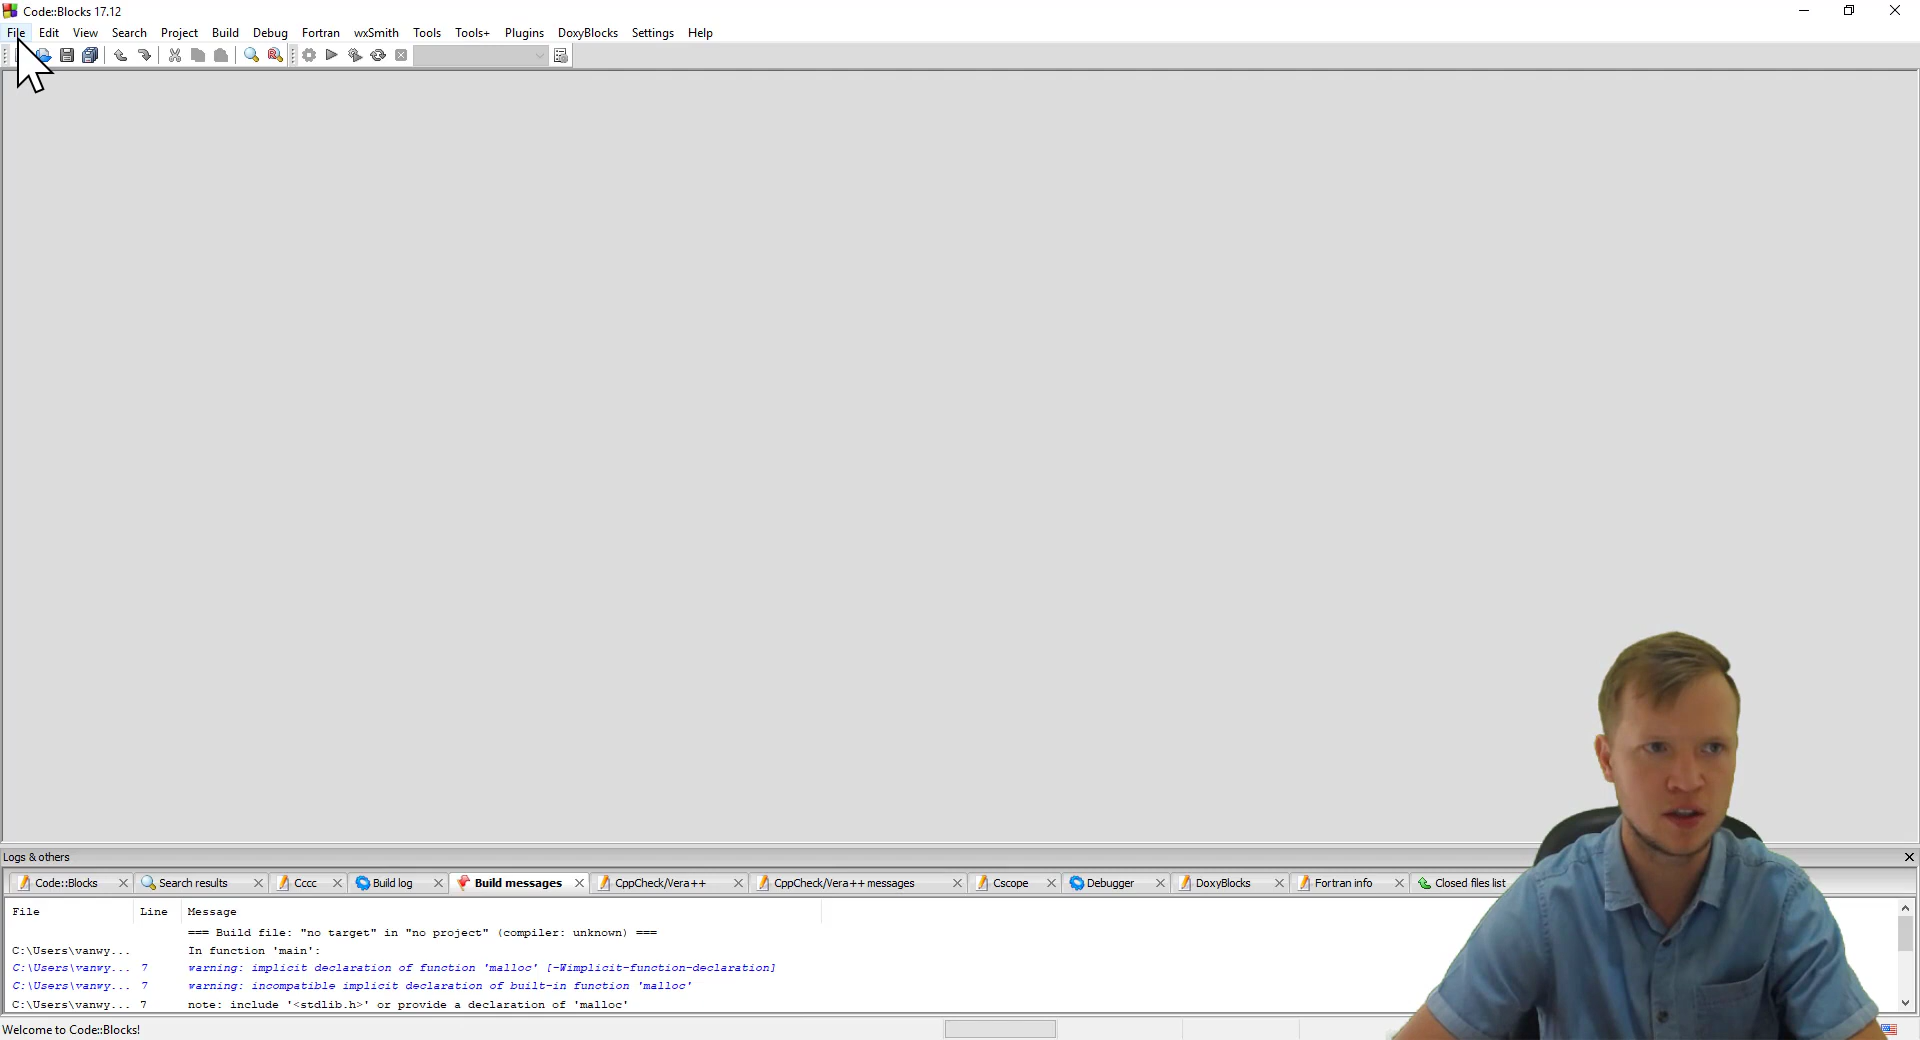 Code::Blocks 17.12
File Edit View Search Project Build Debug Fortran wxSmith Tools Tools+ Plugins DoxyBlocks Settings Help
Logs & others
Code::Blocks Search results Cccc Build log Build messages CppCheck/Vera++ CppCheck/Vera++ messages Cscope Debugger DoxyBlocks Fortran info Closed files list
File Line Message
=== Build file: "no target" in "no project" (compiler: unknown) ===
C:\Users\vanwy... In function 'main':
C:\Users\vanwy... 7 warning: implicit declaration of function 'malloc' [-Wimplicit-function-declaration]
C:\Users\vanwy... 7 warning: incompatible implicit declaration of built-in function 'malloc'
C:\Users\vanwy... 7 note: include '<stdlib.h>' or provide a declaration of 'malloc'
Welcome to Code::Blocks!